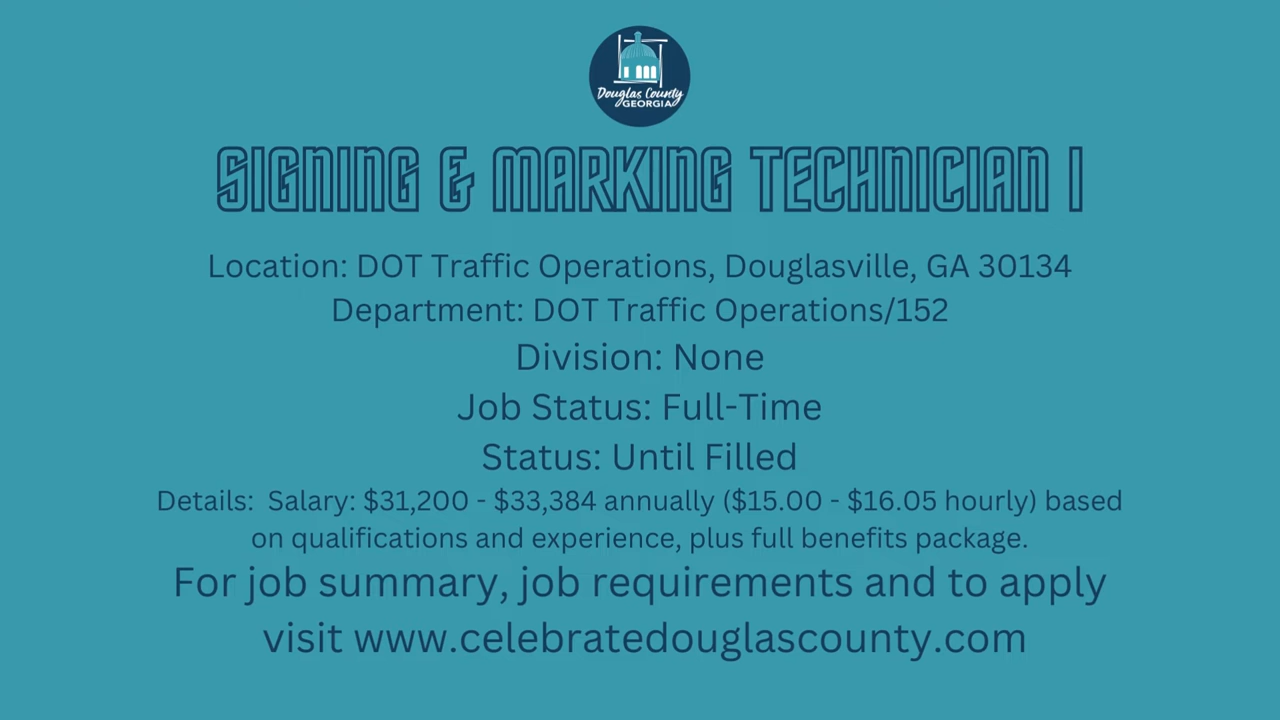 Douglas County
GEORGIA
SIGNING & MARKING TECHNICIAN I
Location: DOT Traffic Operations, Douglasville, GA 30134
Department: DOT Traffic Operations/152
Division: None
Job Status: Full-Time
Status: Until Filled
Details:  Salary: $31,200 - $33,384 annually ($15.00 - $16.05 hourly) based
on qualifications and experience, plus full benefits package.
For job summary, job requirements and to apply
visit www.celebratedouglascounty.com